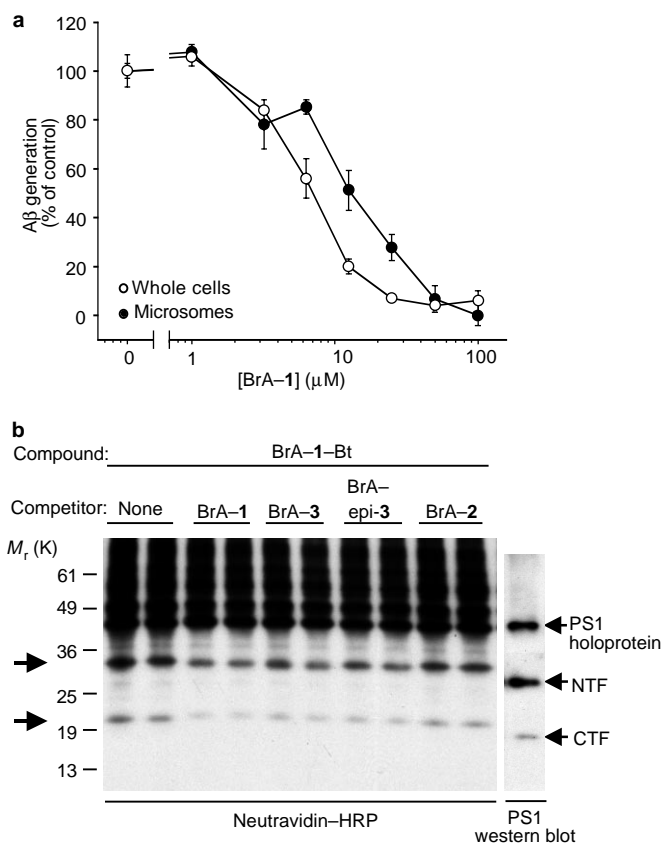 a
Aβ generation
(% of control)
120
100
80
60
40
20
0
Whole cells
Microsomes
0 1 10 100
[BrA–1] (μM)
b
Compound: BrA–1–Bt
Competitor: None BrA–1 BrA–3 BrA–epi-3 BrA–2
Mr (K)
61
49
36
25
19
13
PS1
holoprotein
NTF
CTF
Neutravidin–HRP
PS1
western blot